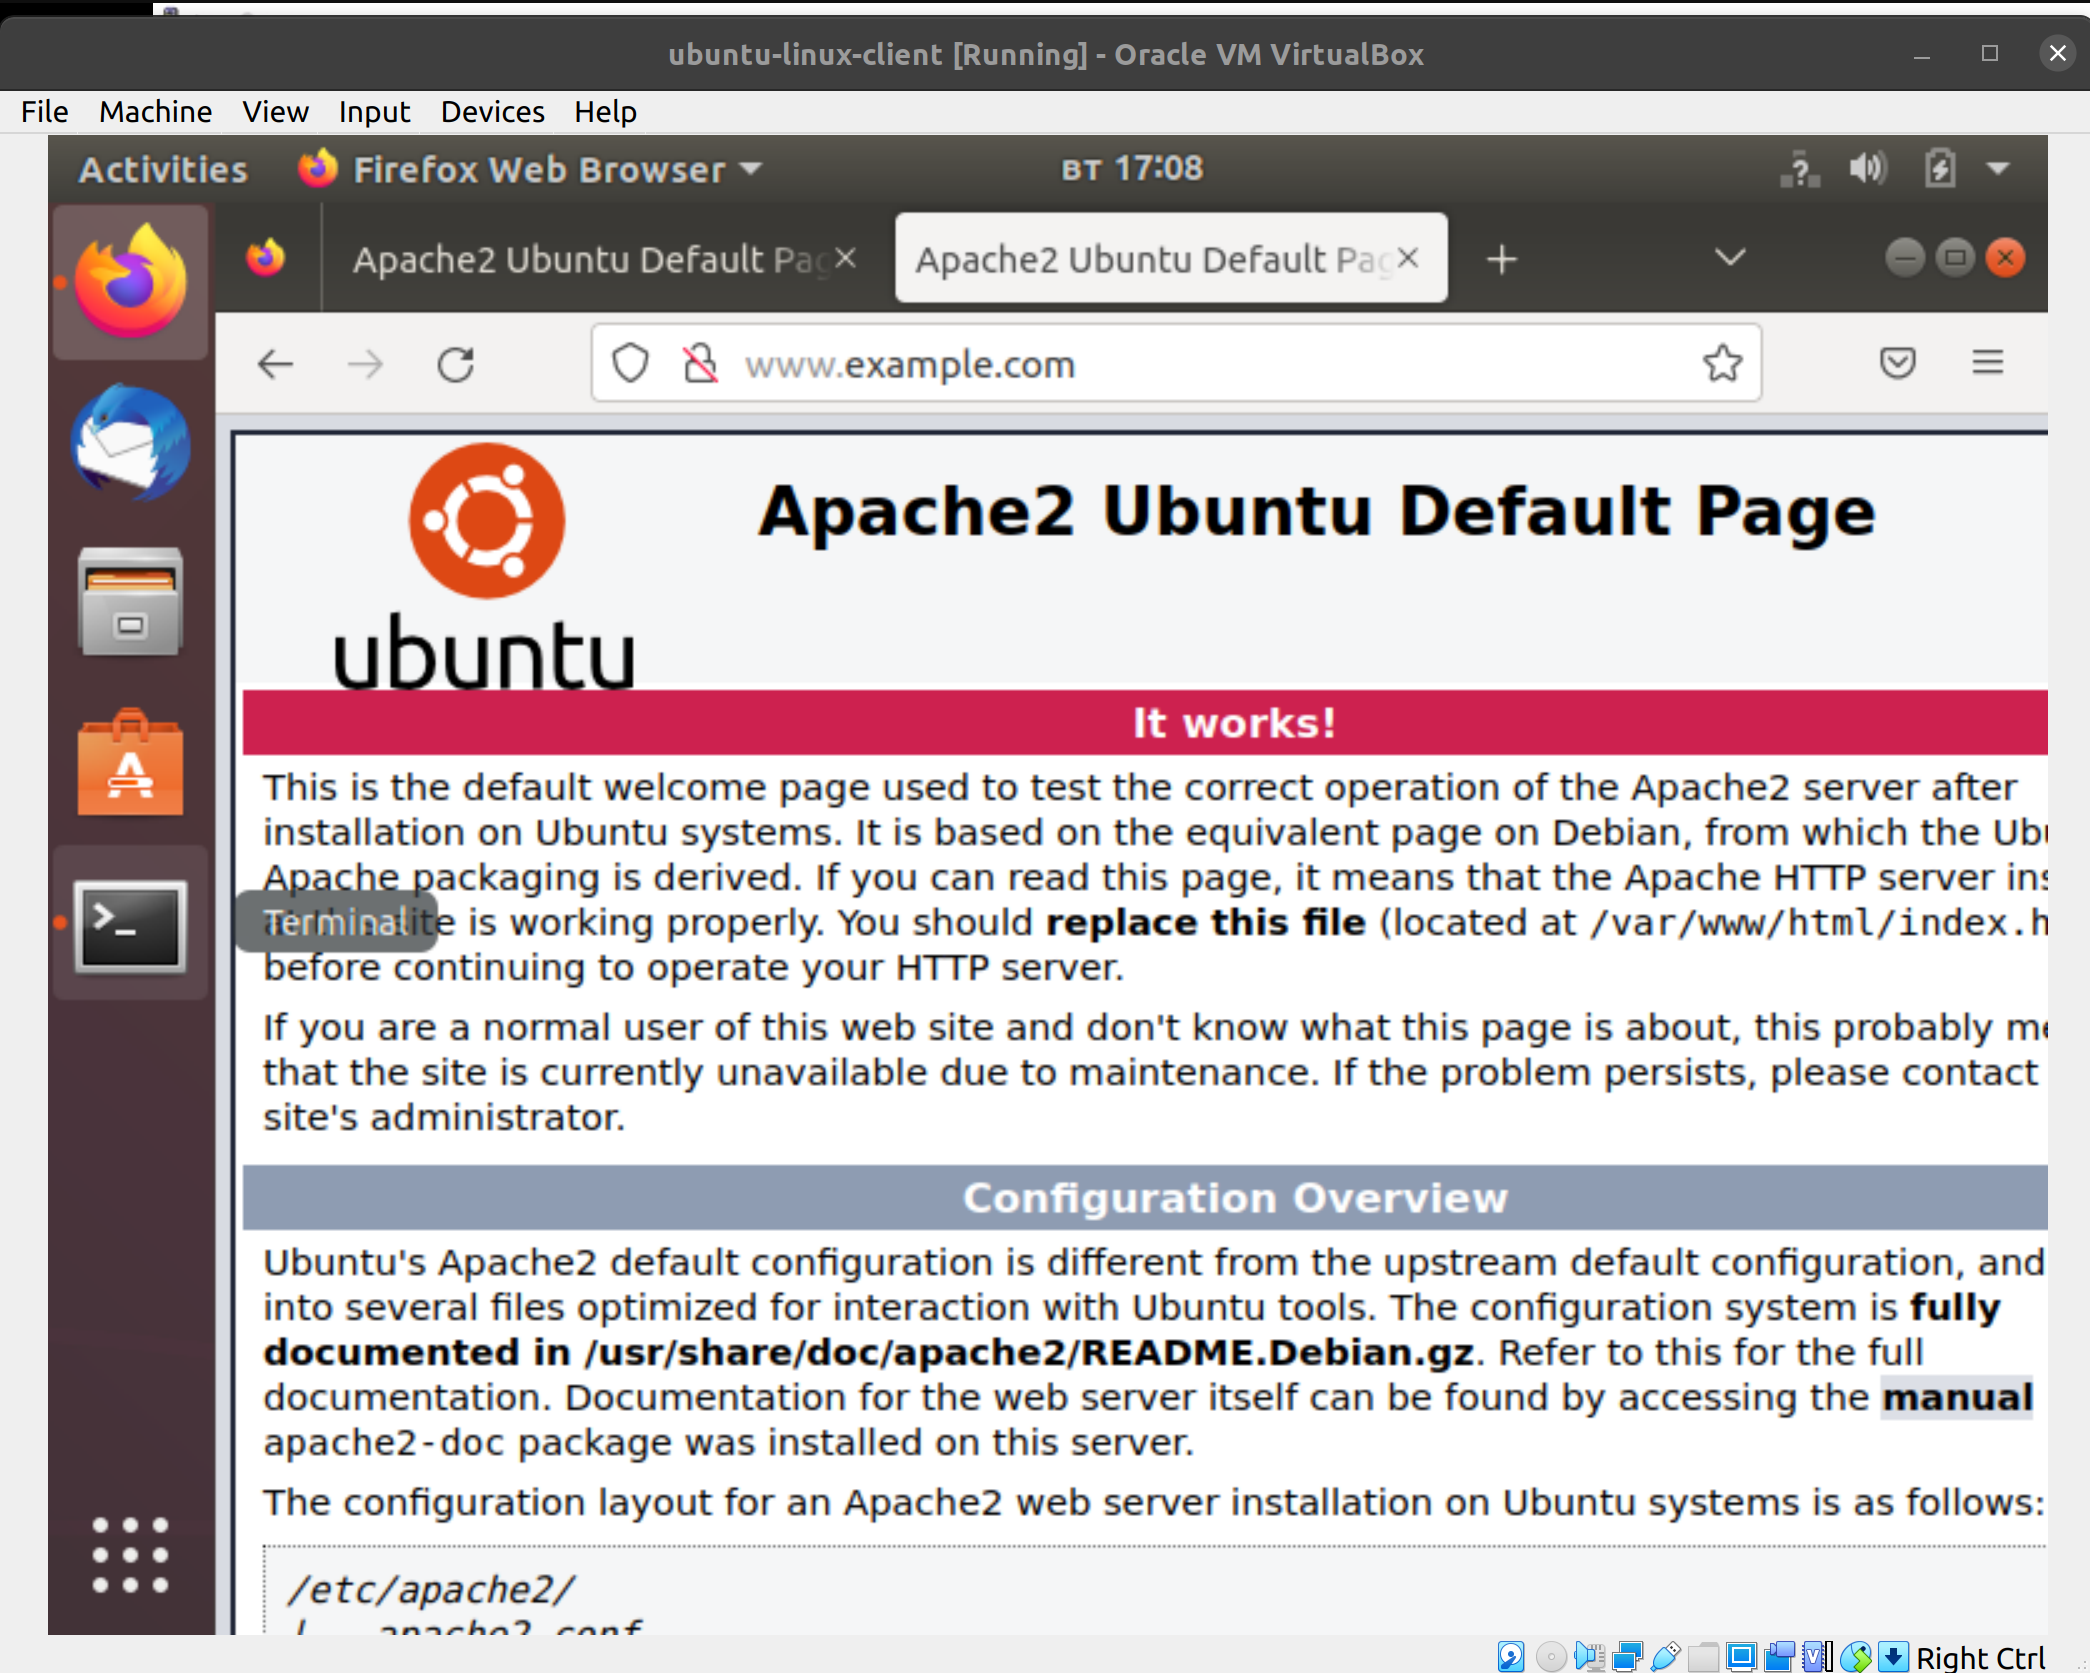 ubuntu-linux-client [Running] - Oracle VM VirtualBox
File Machine View Input Devices Help
Activities Firefox Web Browser вт 17:08
Apache2 Ubuntu Default Pag Apache2 Ubuntu Default Pag
www.example.com
ubuntu
Apache2 Ubuntu Default Page
It works!
This is the default welcome page used to test the correct operation of the Apache2 server after
installation on Ubuntu systems. It is based on the equivalent page on Debian, from which the Ubu
Apache packaging is derived. If you can read this page, it means that the Apache HTTP server ins
Terminal
is working properly. You should replace this file (located at /var/www/html/index.h
before continuing to operate your HTTP server.
If you are a normal user of this web site and don't know what this page is about, this probably me
that the site is currently unavailable due to maintenance. If the problem persists, please contact
site's administrator.
Configuration Overview
Ubuntu's Apache2 default configuration is different from the upstream default configuration, and
into several files optimized for interaction with Ubuntu tools. The configuration system is fully
documented in /usr/share/doc/apache2/README.Debian.gz. Refer to this for the full
documentation. Documentation for the web server itself can be found by accessing the manual
apache2-doc package was installed on this server.
The configuration layout for an Apache2 web server installation on Ubuntu systems is as follows:
/etc/apache2/
apache2.conf
Right Ctrl